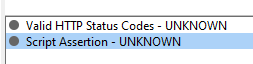 Valid HTTP Status Codes - UNKNOWN
Script Assertion - UNKNOWN